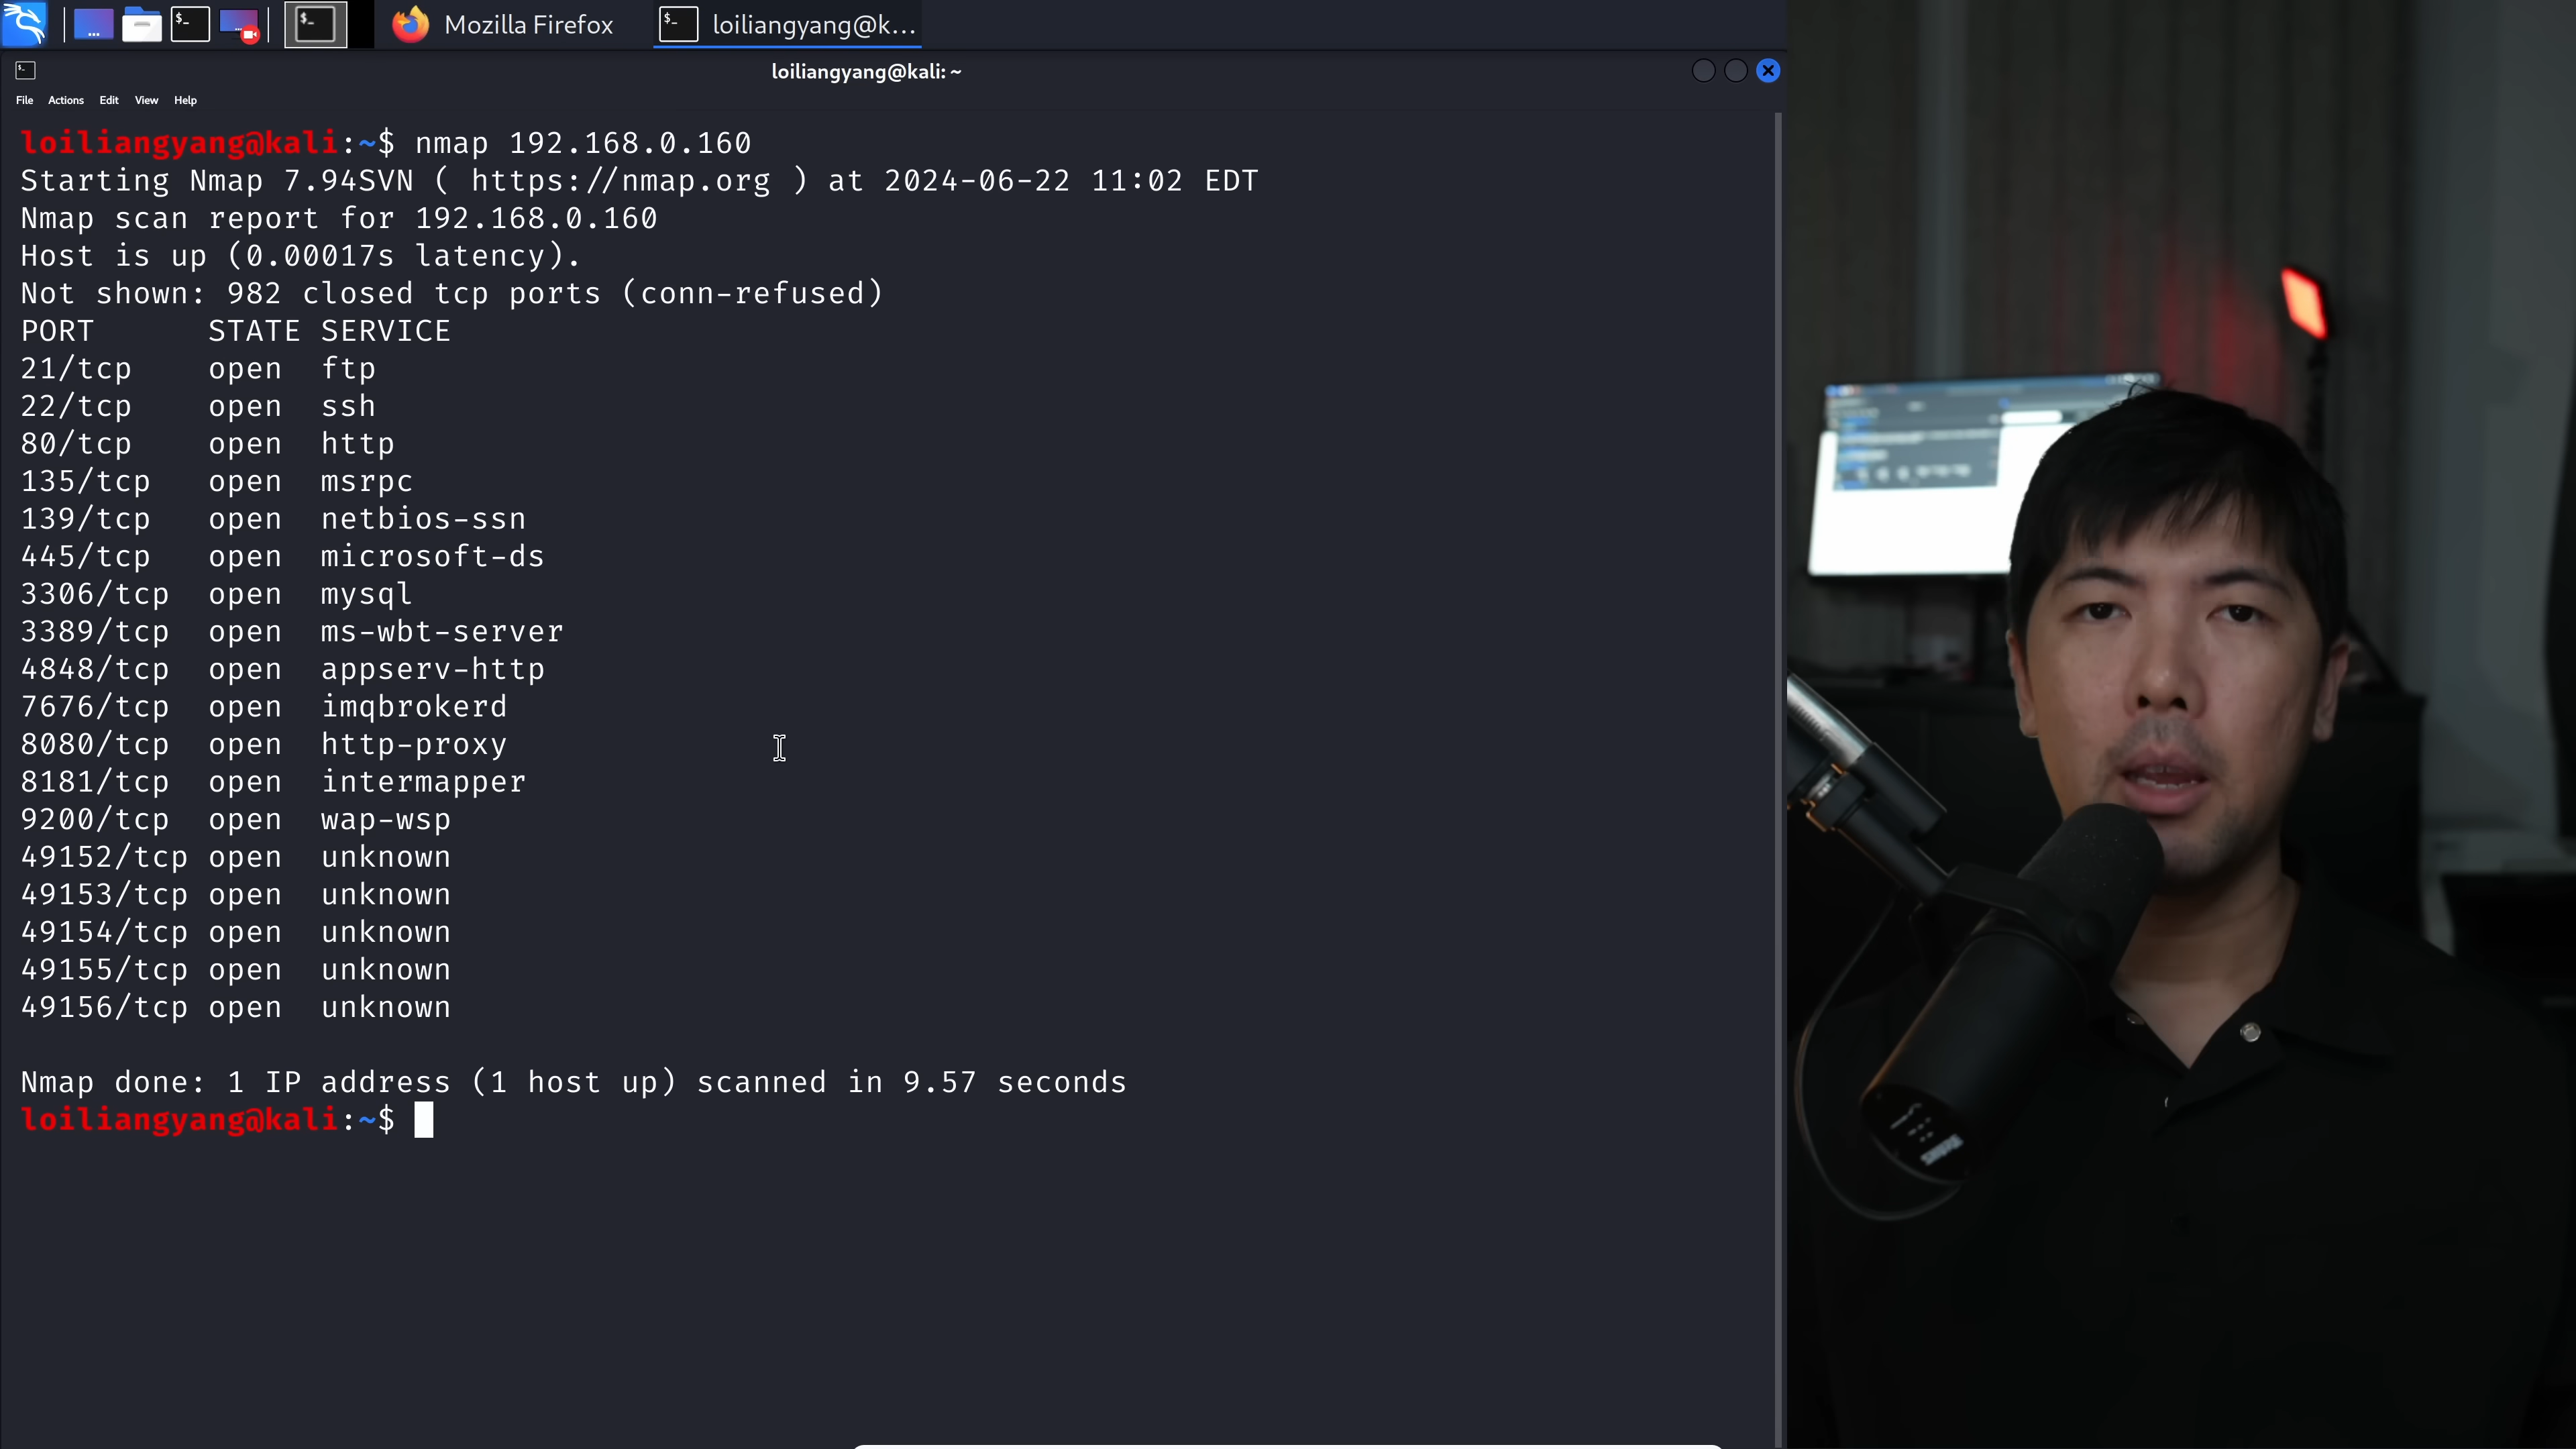 Mozilla Firefox
loiliangyang@k...
loiliangyang@kali: ~
File Actions Edit View Help
loiliangyang@kali:~$ nmap 192.168.0.160
Starting Nmap 7.94SVN ( https://nmap.org ) at 2024-06-22 11:02 EDT
Nmap scan report for 192.168.0.160
Host is up (0.00017s latency).
Not shown: 982 closed tcp ports (conn-refused)
PORT      STATE SERVICE
21/tcp    open  ftp
22/tcp    open  ssh
80/tcp    open  http
135/tcp   open  msrpc
139/tcp   open  netbios-ssn
445/tcp   open  microsoft-ds
3306/tcp  open  mysql
3389/tcp  open  ms-wbt-server
4848/tcp  open  appserv-http
7676/tcp  open  imqbrokerd
8080/tcp  open  http-proxy
8181/tcp  open  intermapper
9200/tcp  open  wap-wsp
49152/tcp open  unknown
49153/tcp open  unknown
49154/tcp open  unknown
49155/tcp open  unknown
49156/tcp open  unknown
Nmap done: 1 IP address (1 host up) scanned in 9.57 seconds
loiliangyang@kali:~$